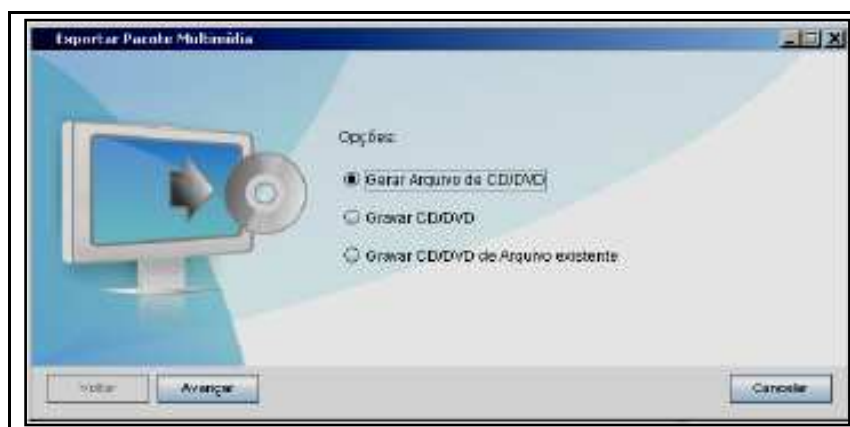 Exportar Pacote Multimídia
Opções:
Gerar Arquivo de CD/DVD
Gravar CD/DVD
Gravar CD/DVD de Arquivo existente
Voltar
Avançar
Cancelar